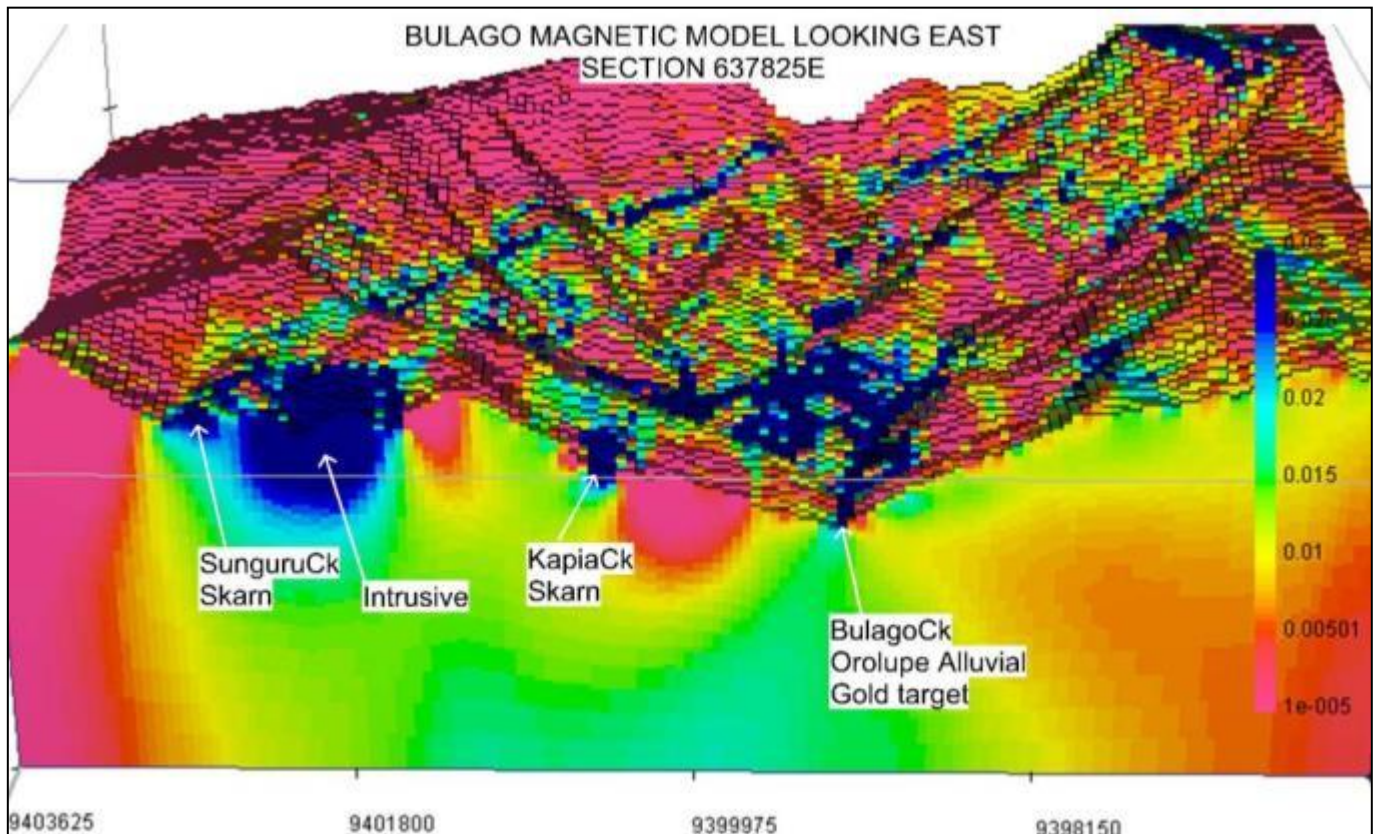 BULAGO MAGNETIC MODEL LOOKING EAST
SECTION 637825E
0.02
0.015
0.01
0.00501
1e-005
SunguruCk
Skarn
Intrusive
KapiaCk
Skarn
BulagoCk
Orolupe Alluvial
Gold target
9403625
9401800
9399975
9398150